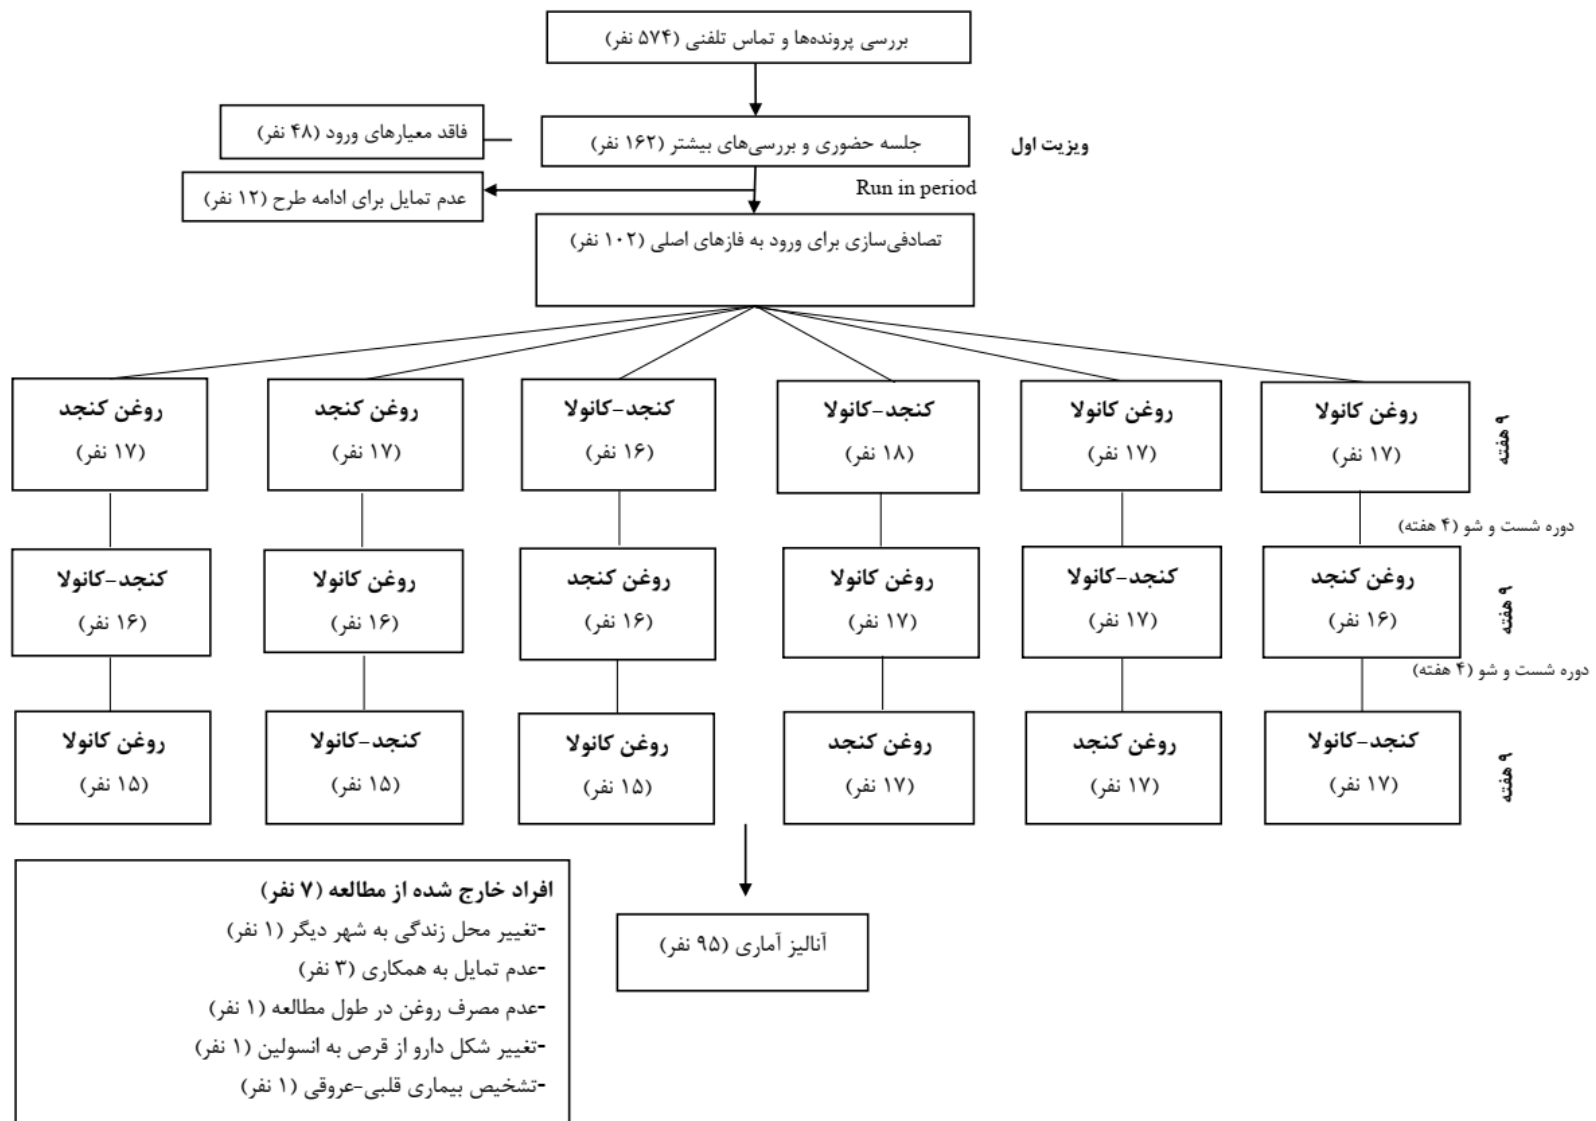 بررسی پرونده‌ها و تماس تلفنی (۵۷۴ نفر)
فاقد معیارهای ورود (۴۸ نفر)
جلسه حضوری و بررسی‌های بیشتر (۱۶۲ نفر)
ویزیت اول
Run in period
عدم تمایل برای ادامه طرح (۱۲ نفر)
تصادفی‌سازی برای ورود به فازهای اصلی (۱۰۲ نفر)
روغن کانولا
(۱۷ نفر)
روغن کانولا
(۱۷ نفر)
کنجد-کانولا
(۱۸ نفر)
کنجد-کانولا
(۱۶ نفر)
روغن کنجد
(۱۷ نفر)
روغن کنجد
(۱۷ نفر)
۹ هفته
دوره شست و شو (۴ هفته)
روغن کنجد
(۱۶ نفر)
کنجد-کانولا
(۱۷ نفر)
روغن کانولا
(۱۷ نفر)
روغن کنجد
(۱۶ نفر)
روغن کانولا
(۱۶ نفر)
کنجد-کانولا
(۱۶ نفر)
۹ هفته
دوره شست و شو (۴ هفته)
کنجد-کانولا
(۱۷ نفر)
روغن کنجد
(۱۷ نفر)
روغن کنجد
(۱۷ نفر)
روغن کانولا
(۱۵ نفر)
کنجد-کانولا
(۱۵ نفر)
روغن کانولا
(۱۵ نفر)
۹ هفته
آنالیز آماری (۹۵ نفر)
افراد خارج شده از مطالعه (۷ نفر)
-تغییر محل زندگی به شهر دیگر (۱ نفر)
-عدم تمایل به همکاری (۳ نفر)
-عدم مصرف روغن در طول مطالعه (۱ نفر)
-تغییر شکل دارو از قرص به انسولین (۱ نفر)
-تشخیص بیماری قلبی-عروقی (۱ نفر)